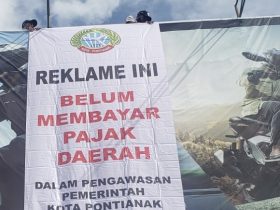 REKLAME INI
BELUM
MEMBAYAR
PAJAK
DAERAH
DALAM PENGAWASAN
PEMERINTAH
KOTA PONTIANAK